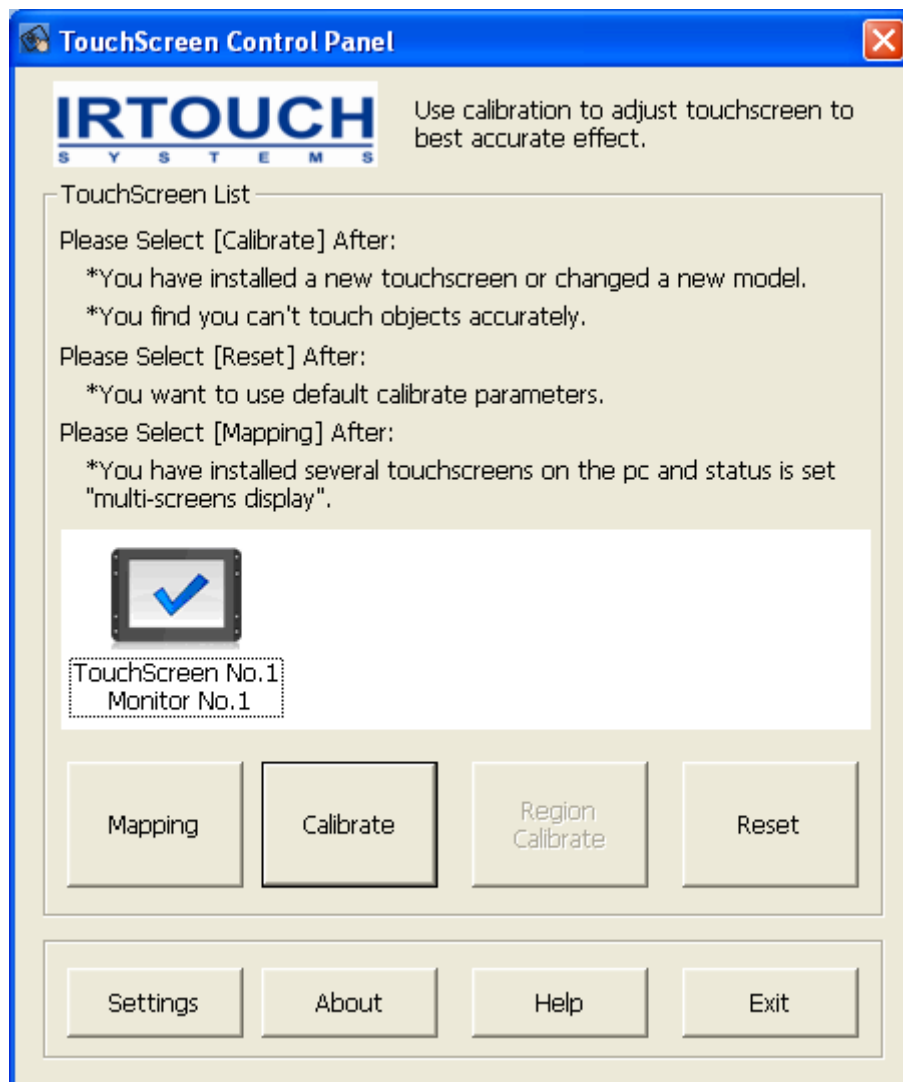 TouchScreen Control Panel
IRTOUCH
SYSTEMS
Use calibration to adjust touchscreen to
best accurate effect.
TouchScreen List
Please Select [Calibrate] After:
*You have installed a new touchscreen or changed a new model.
*You find you can't touch objects accurately.
Please Select [Reset] After:
*You want to use default calibrate parameters.
Please Select [Mapping] After:
*You have installed several touchscreens on the pc and status is set
"multi-screens display".
TouchScreen No.1
Monitor No.1
Mapping
Calibrate
Region
Calibrate
Reset
Settings
About
Help
Exit